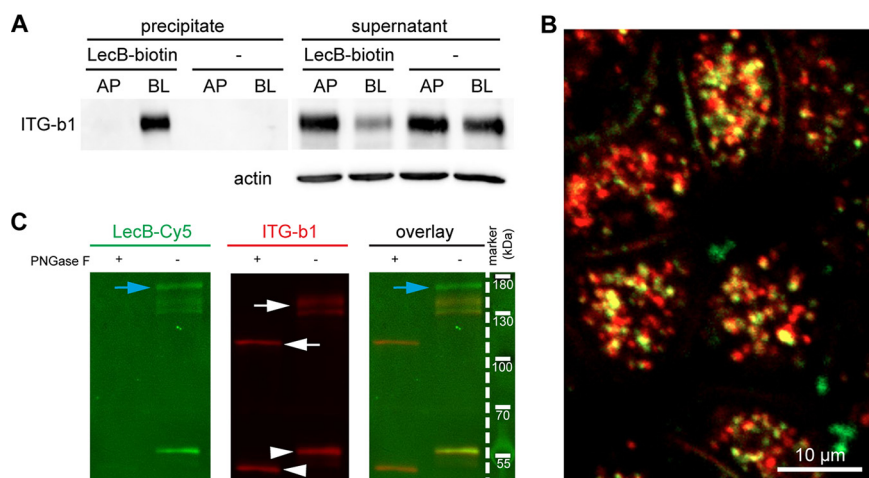 A
precipitate supernatant
LecB-biotin - LecB-biotin -
AP BL AP BL AP BL AP BL
ITG-b1
actin
B
10 µm
C
LecB-Cy5 ITG-b1 overlay marker (kDa)
PNGase F + - + - + -
180
130
100
70
55